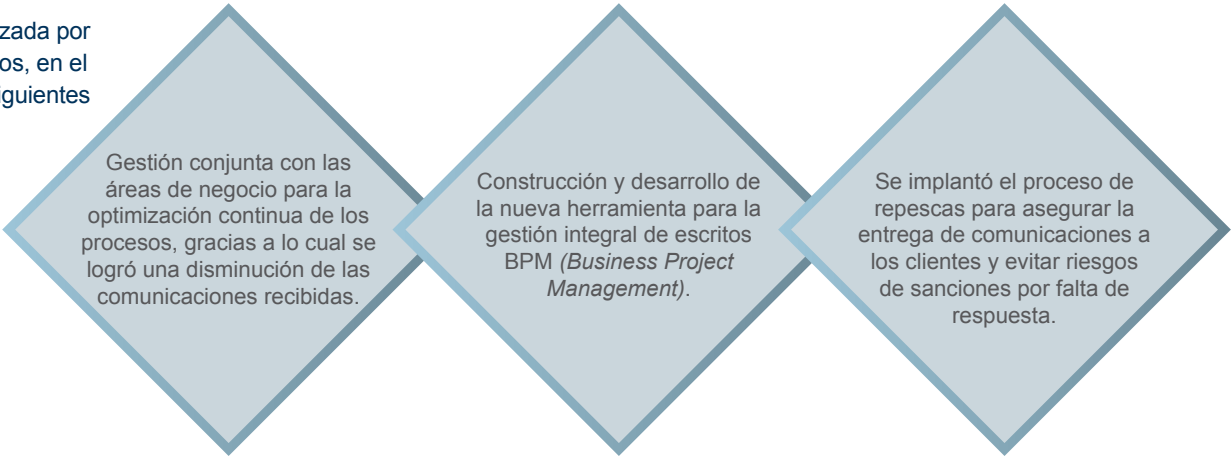 zada por
os, en el
iguientes
Gestión conjunta con las
áreas de negocio para la
optimización continua de los
procesos, gracias a lo cual se
logró una disminución de las
comunicaciones recibidas.
Construcción y desarrollo de
la nueva herramienta para la
gestión integral de escritos
BPM (Business Project
Management).
Se implantó el proceso de
repescas para asegurar la
entrega de comunicaciones a
los clientes y evitar riesgos
de sanciones por falta de
respuesta.